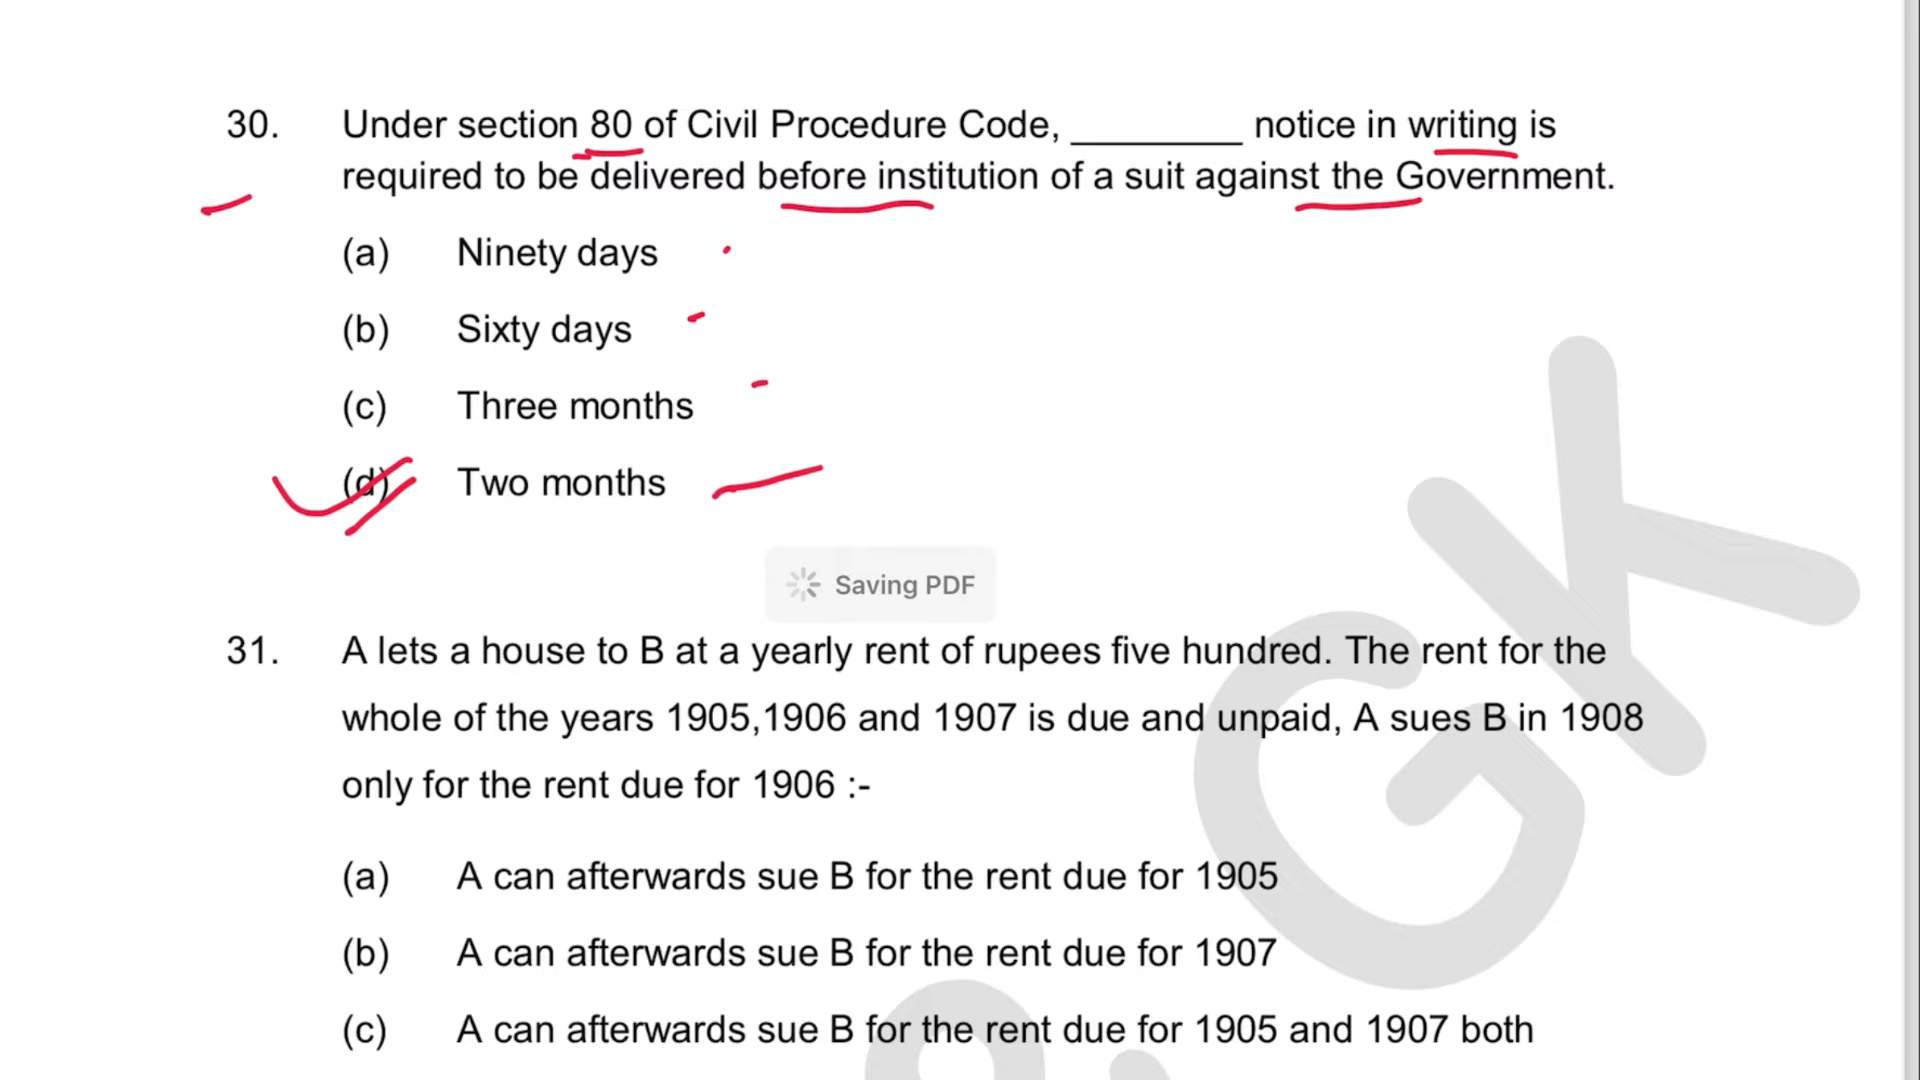 30. Under section 80 of Civil Procedure Code, ________ notice in writing is
required to be delivered before institution of a suit against the Government.
(a) Ninety days
(b) Sixty days
(c) Three months
(d) Two months
Saving PDF
31. A lets a house to B at a yearly rent of rupees five hundred. The rent for the
whole of the years 1905,1906 and 1907 is due and unpaid, A sues B in 1908
only for the rent due for 1906 :-
(a) A can afterwards sue B for the rent due for 1905
(b) A can afterwards sue B for the rent due for 1907
(c) A can afterwards sue B for the rent due for 1905 and 1907 both
GK